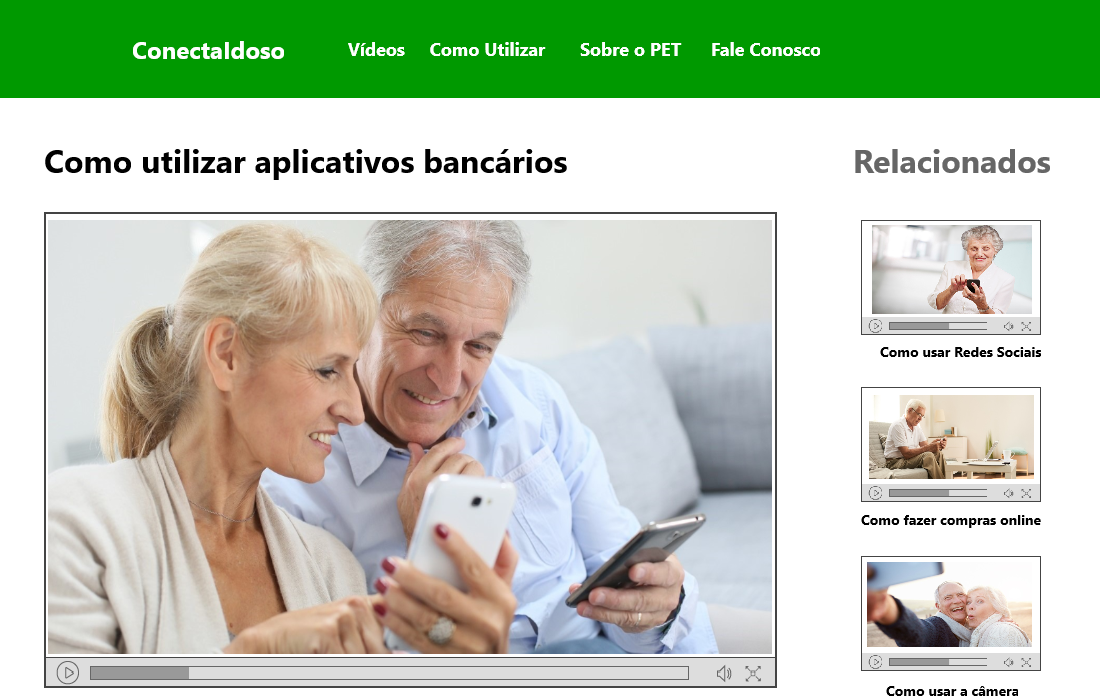 ConectaIdoso
Vídeos
Como Utilizar
Sobre o PET
Fale Conosco
Como utilizar aplicativos bancários
Relacionados
Como usar Redes Sociais
Como fazer compras online
Como usar a câmera